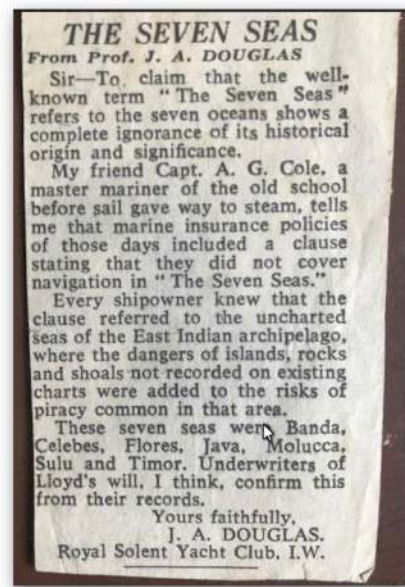 THE SEVEN SEAS
From Prof. J. A. DOUGLAS
Sir—To claim that the well-
known term "The Seven Seas"
refers to the seven oceans shows a
complete ignorance of its historical
origin and significance.
My friend Capt. A. G. Cole, a
master mariner of the old school
before sail gave way to steam, tells
me that marine insurance policies
of those days included a clause
stating that they did not cover
navigation in "The Seven Seas."
Every shipowner knew that the
clause referred to the uncharted
seas of the East Indian archipelago,
where the dangers of islands, rocks
and shoals not recorded on existing
charts were added to the risks of
piracy common in that area.
These seven seas were Banda,
Celebes, Flores, Java, Molucca,
Sulu and Timor. Underwriters of
Lloyd's will, I think, confirm this
from their records.
Yours faithfully,
J. A. DOUGLAS.
Royal Solent Yacht Club, I.W.